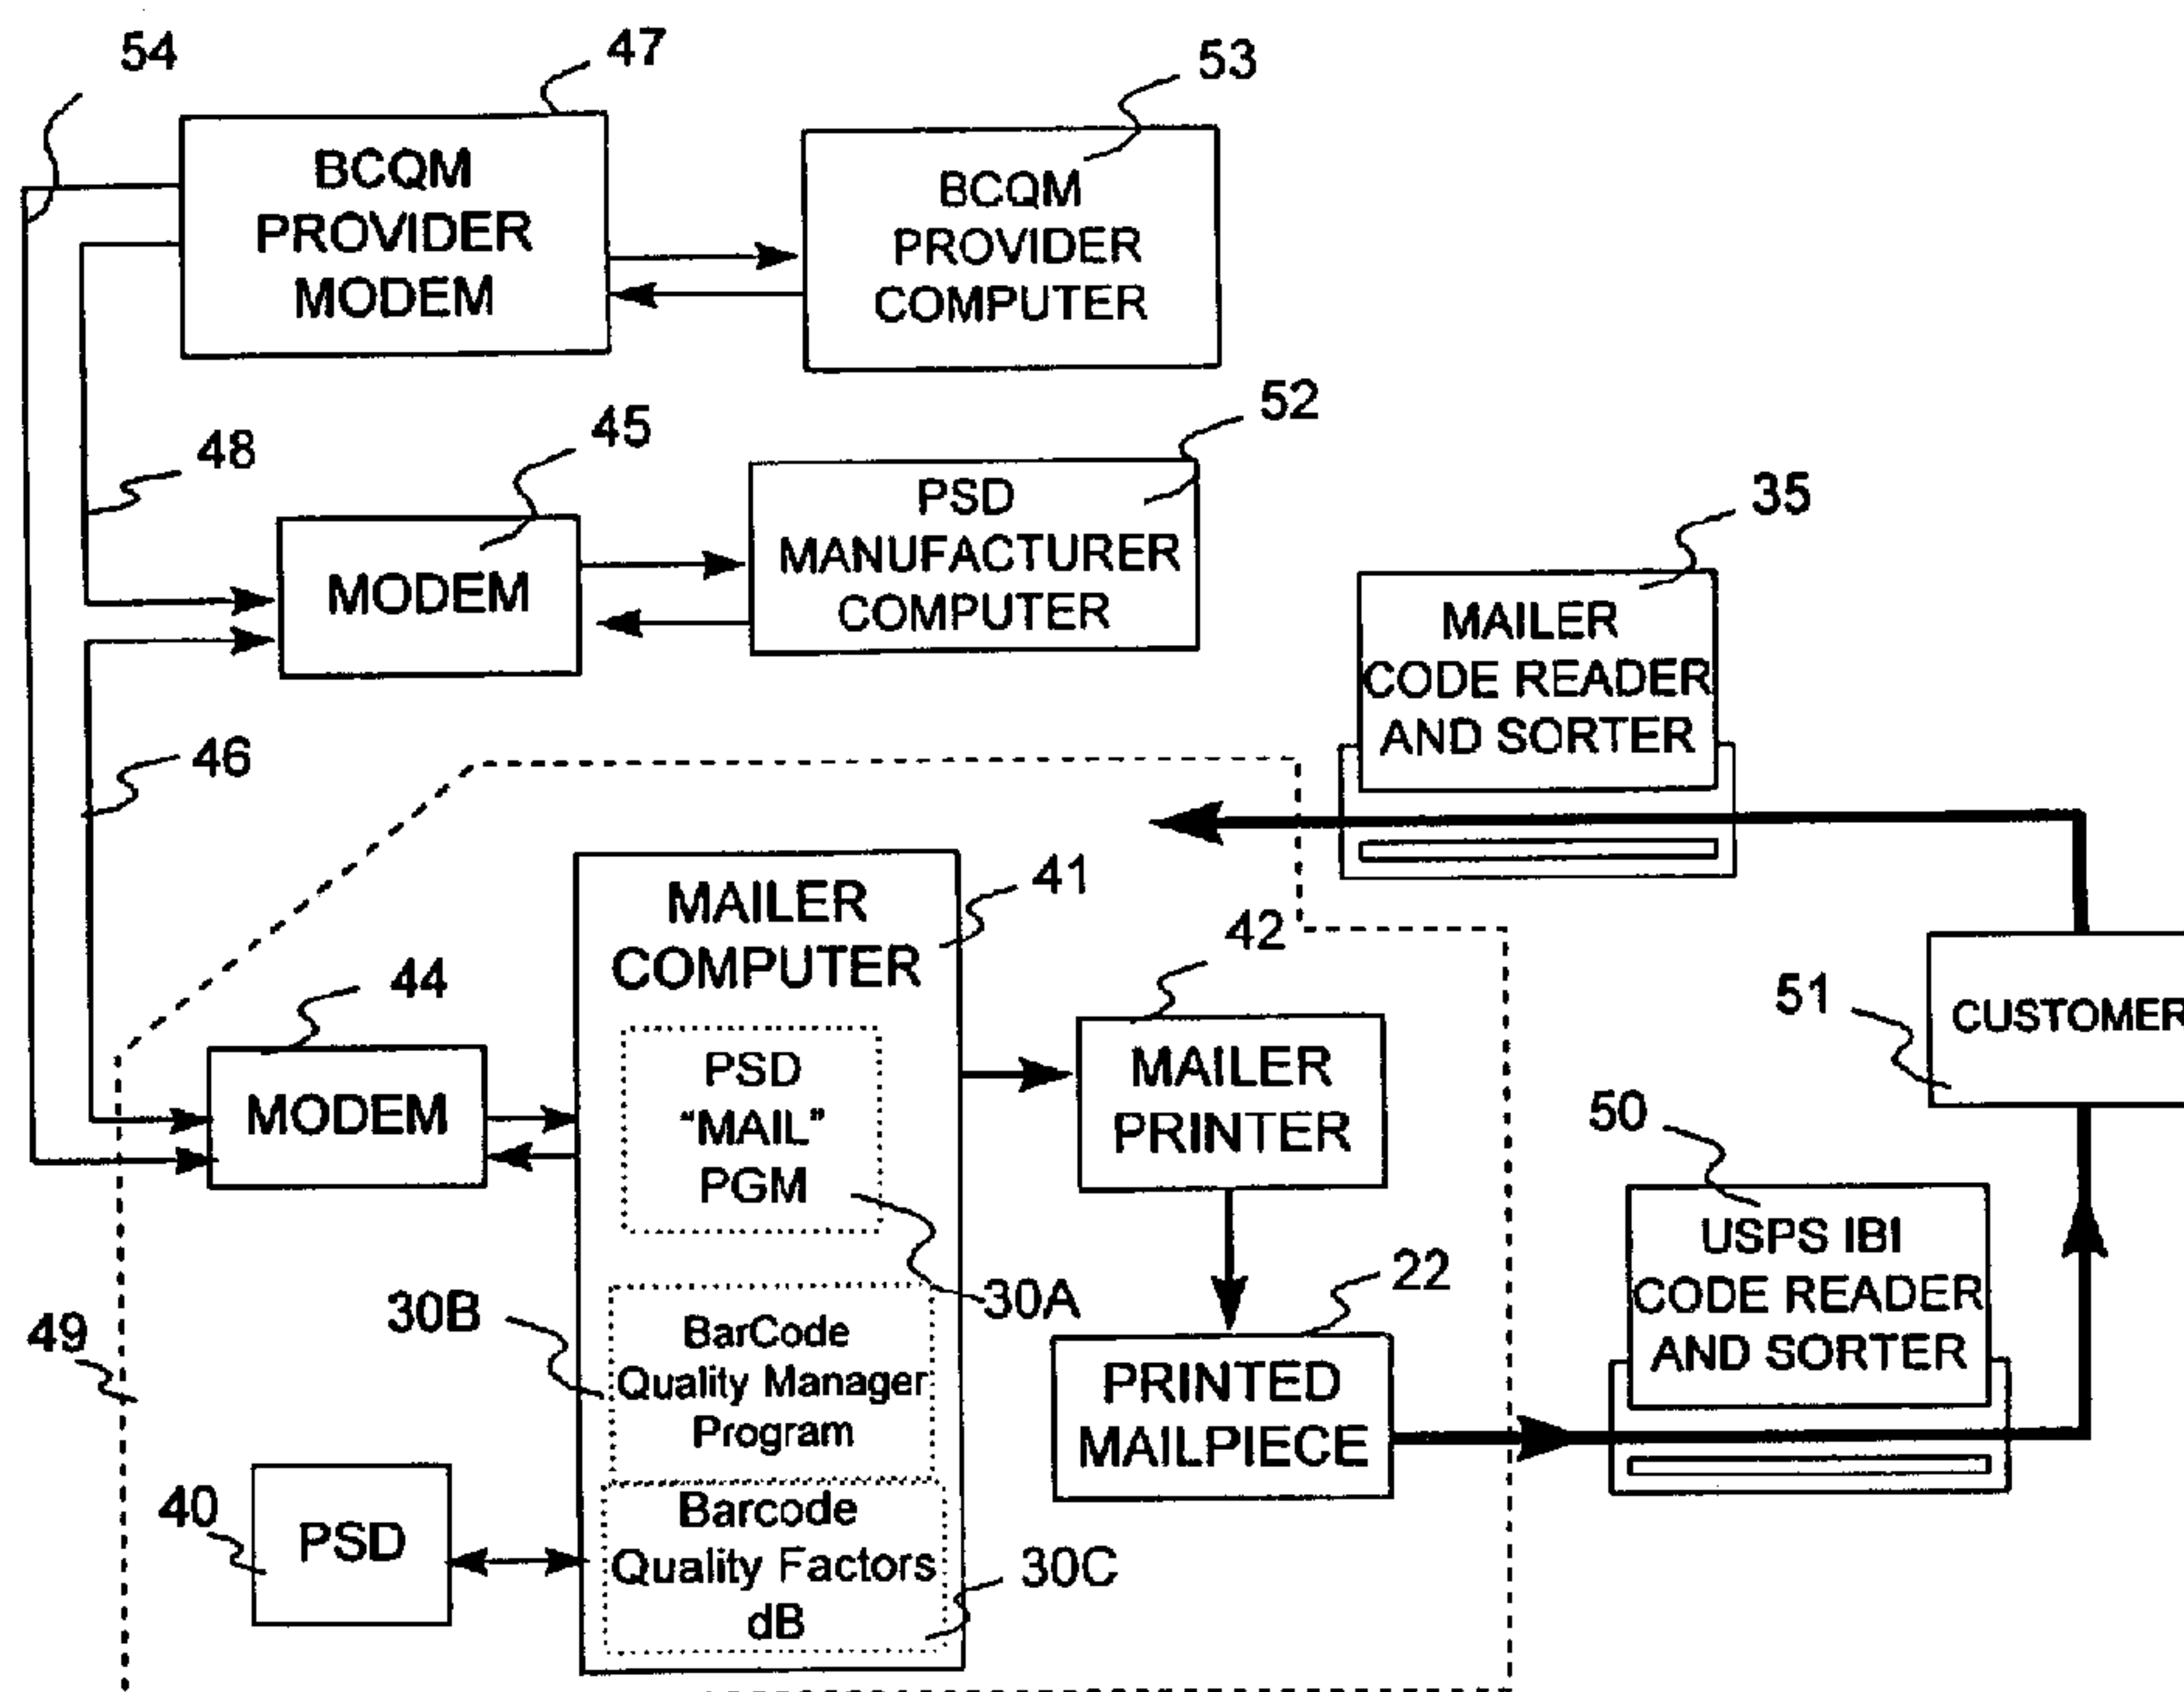 54
47
53
BCQM
PROVIDER
MODEM
BCQM
PROVIDER
COMPUTER
48
45
52
MODEM
PSD
MANUFACTURER
COMPUTER
35
MAILER
CODE READER
AND SORTER
46
44
MODEM
MAILER
COMPUTER
41
PSD
"MAIL"
PGM
30A
42
MAILER
PRINTER
51
CUSTOMER
50
USPS IBI
CODE READER
AND SORTER
22
PRINTED
MAILPIECE
49
30B
BarCode
Quality Manager
Program
40
PSD
Barcode
Quality Factors
dB
30C